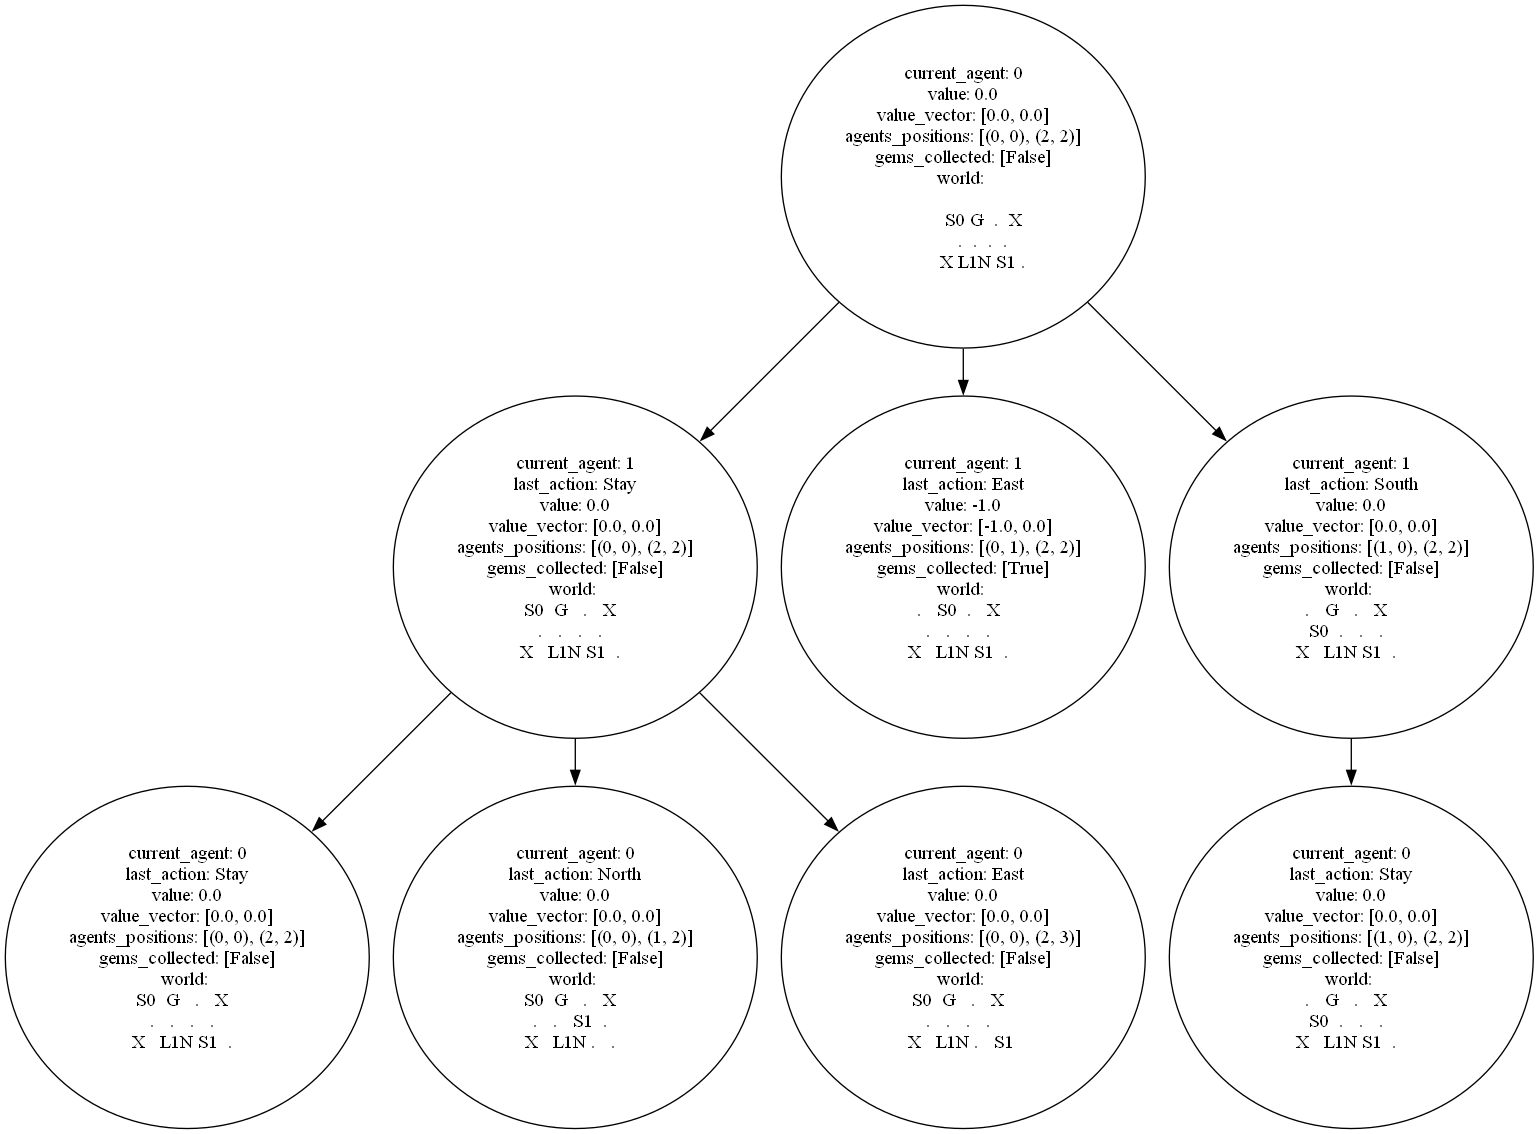 current_agent: 0
value: 0.0
value_vector: [0.0, 0.0]
agents_positions: [(0, 0), (2, 2)]
gems_collected: [False]
world:
S0 G . X
. . . .
X L1N S1 .
current_agent: 1
last_action: Stay
value: 0.0
value_vector: [0.0, 0.0]
agents_positions: [(0, 0), (2, 2)]
gems_collected: [False]
world:
S0 G . X
. . . .
X L1N S1 .
current_agent: 1
last_action: East
value: -1.0
value_vector: [-1.0, 0.0]
agents_positions: [(0, 1), (2, 2)]
gems_collected: [True]
world:
. S0 . X
. . . .
X L1N S1 .
current_agent: 1
last_action: South
value: 0.0
value_vector: [0.0, 0.0]
agents_positions: [(1, 0), (2, 2)]
gems_collected: [False]
world:
. G . X
S0 . . .
X L1N S1 .
current_agent: 0
last_action: Stay
value: 0.0
value_vector: [0.0, 0.0]
agents_positions: [(0, 0), (2, 2)]
gems_collected: [False]
world:
S0 G . X
. . . .
X L1N S1 .
current_agent: 0
last_action: North
value: 0.0
value_vector: [0.0, 0.0]
agents_positions: [(0, 0), (1, 2)]
gems_collected: [False]
world:
S0 G . X
. . S1 .
X L1N . .
current_agent: 0
last_action: East
value: 0.0
value_vector: [0.0, 0.0]
agents_positions: [(0, 0), (2, 3)]
gems_collected: [False]
world:
S0 G . X
. . . .
X L1N . S1
current_agent: 0
last_action: Stay
value: 0.0
value_vector: [0.0, 0.0]
agents_positions: [(1, 0), (2, 2)]
gems_collected: [False]
world:
. G . X
S0 . . .
X L1N S1 .